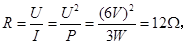 R = U/I = U²/P = (6V)²/3W = 12Ω,